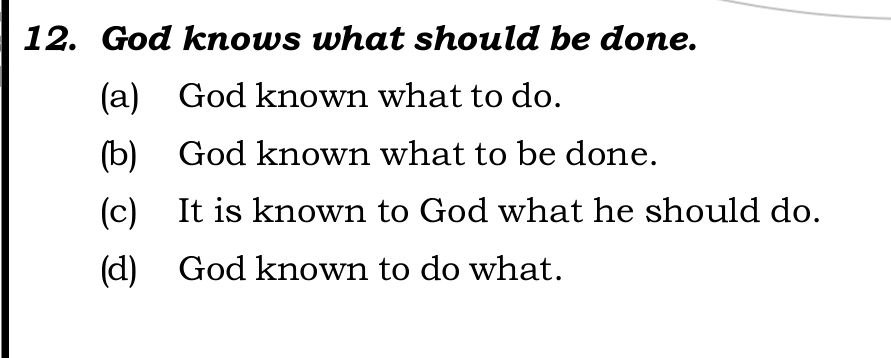 12. God knows what should be done.
(a) God known what to do.
(b) God known what to be done.
(c) It is known to God what he should do.
(d) God known to do what.